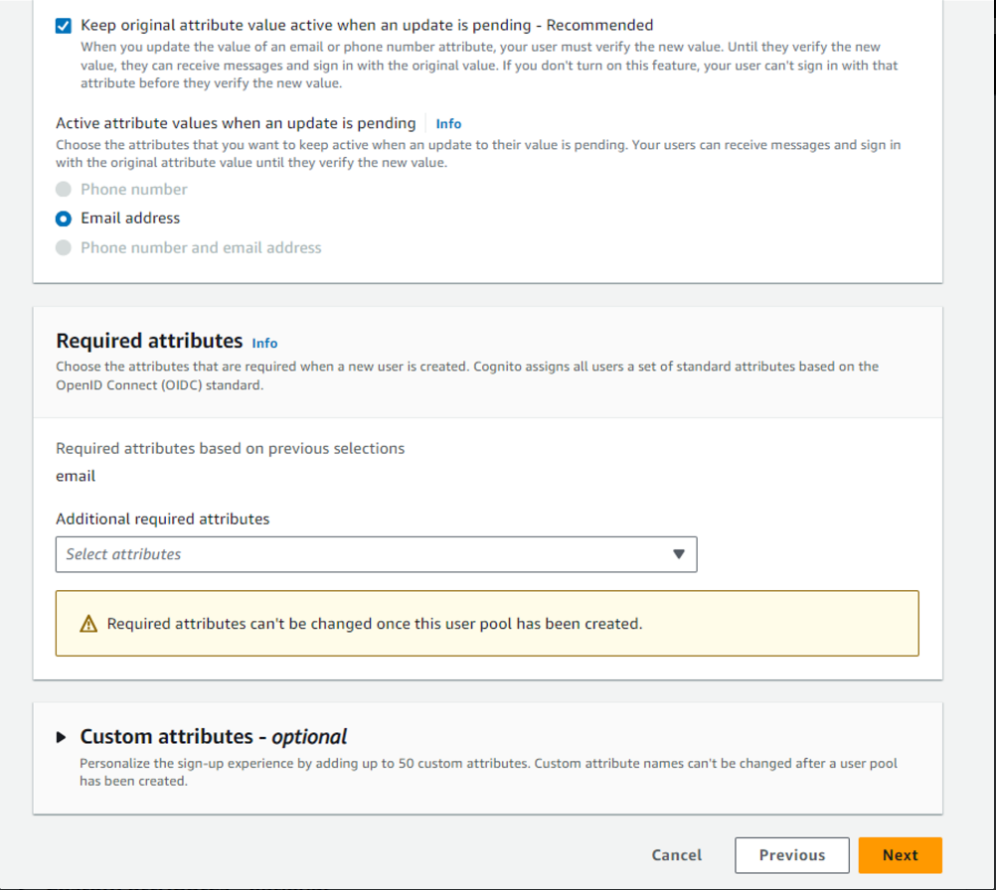 Keep original attribute value active when an update is pending - Recommended
When you update the value of an email or phone number attribute, your user must verify the new value. Until they verify the new
value, they can receive messages and sign in with the original value. If you don't turn on this feature, your user can't sign in with that
attribute before they verify the new value.
Active attribute values when an update is pending Info
Choose the attributes that you want to keep active when an update to their value is pending. Your users can receive messages and sign in
with the original attribute value until they verify the new value.
Phone number
Email address
Phone number and email address
Required attributes Info
Choose the attributes that are required when a new user is created. Cognito assigns all users a set of standard attributes based on the
OpenID Connect (OIDC) standard.
Required attributes based on previous selections
email
Additional required attributes
Select attributes
Required attributes can't be changed once this user pool has been created.
Custom attributes - optional
Personalize the sign-up experience by adding up to 50 custom attributes. Custom attribute names can't be changed after a user pool
has been created.
Cancel Previous Next